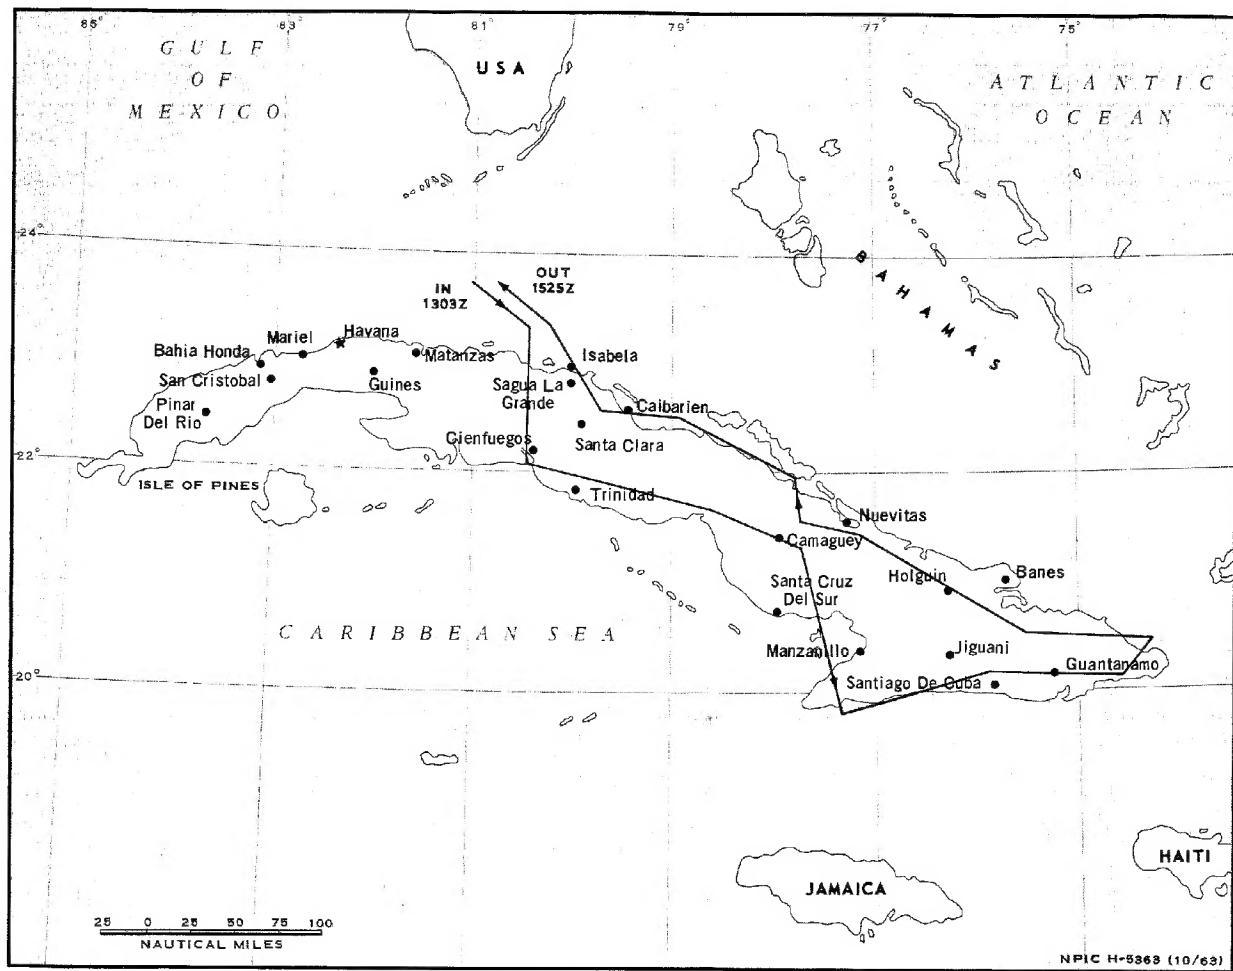 85°
83°
81°
79°
77°
75°
GULF
OF
MEXICO
USA
ATLANTIC
OCEAN
24°
BAHAMAS
OUT
1525Z
IN
1303Z
Havana
Mariel
Bahia Honda
Matanzas
Isabela
San Cristobal
Guines
Sagua La
Grande
Pinar
Del Rio
Caibarien
Cienfuegos
Santa Clara
22°
ISLE OF PINES
Trinidad
Nuevitas
Camaguey
Holguin
Banes
Santa Cruz
Del Sur
CARIBBEAN SEA
Manzanillo
Jiguani
Guantanamo
20°
Santiago De Cuba
JAMAICA
HAITI
25 0 25 50 75 100
NAUTICAL MILES
NPIC H-5363 (10/63)